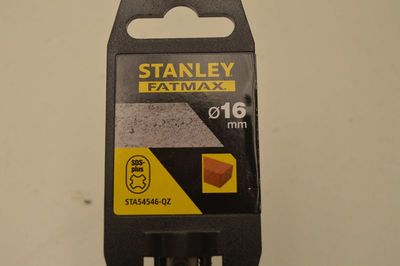 STANLEY
FATMAX.
Ø16
mm
SDS-
plus
STA54546-QZ